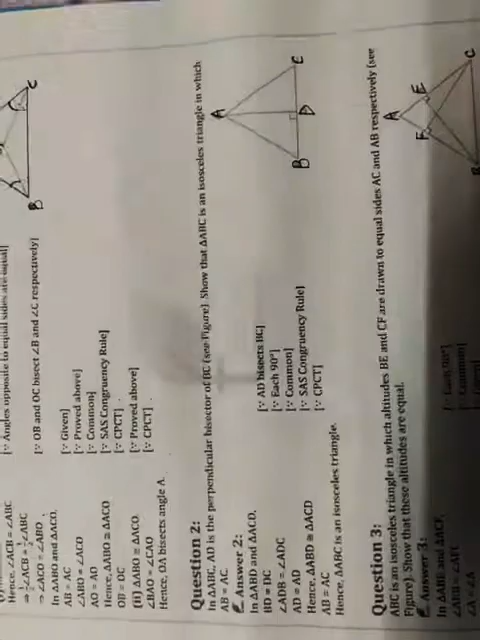 [∵ Angles opposite to equal sides are equal]
Hence, ∠ACB = ∠ABC
⇒ ½∠ACB = ½∠ABC
⇒ ∠ACO = ∠ABO [∵ OB and OC bisect ∠B and ∠C respectively]
In ΔABO and ΔACO,
AB = AC [∵ Given]
∠ABO = ∠ACO [∵ Proved above]
AO = AO [∵ Common]
Hence, ΔABO ≅ ΔACO [∵ SAS Congruency Rule]
OB = OC [∵ CPCT]
(ii) ΔABO ≅ ΔACO. [∵ Proved above]
∠BAO = ∠CAO [∵ CPCT]
Hence, OA bisects angle A.
B C
Question 2:
In ΔABC, AD is the perpendicular bisector of BC (see Figure). Show that ΔABC is an isosceles triangle in which
AB = AC.
Answer 2:
In ΔABD and ΔACD,
BD = DC [∵ AD bisects BC]
∠ADB = ∠ADC [∵ Each 90°]
AD = AD [∵ Common]
Hence, ΔABD ≅ ΔACD [∵ SAS Congruency Rule]
AB = AC [∵ CPCT]
Hence, ΔABC is an isosceles triangle.
A
B D C
Question 3:
ABC is an isosceles triangle in which altitudes BE and CF are drawn to equal sides AC and AB respectively (see
Figure). Show that these altitudes are equal.
Answer 3:
In ΔABE and ΔACF,
[∵ Each 90°]
∠A = ∠A [∵ Common]
A
F E
B C